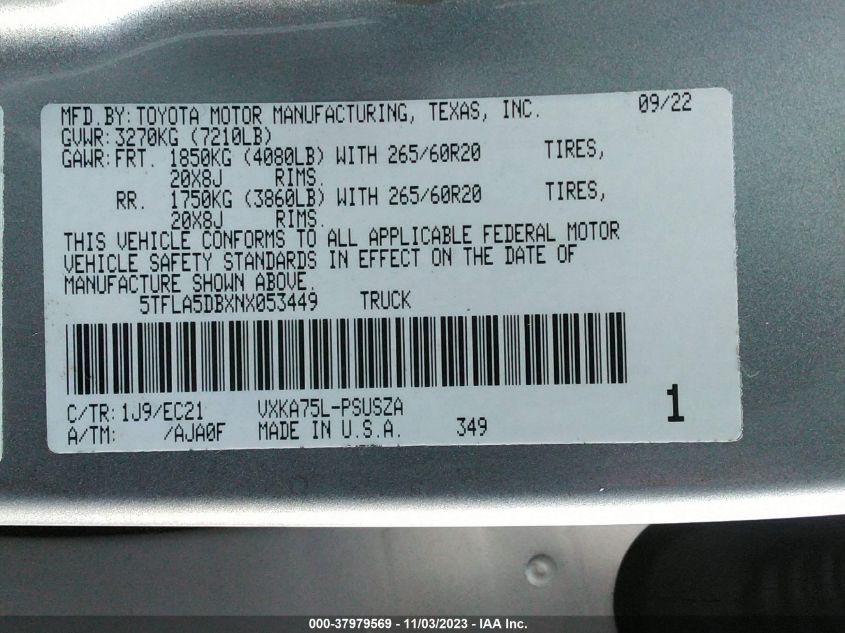 MFD.BY:TOYOTA MOTOR MANUFACTURING, TEXAS, INC. 09/22
GVWR:3270KG (7210LB)
GAWR:FRT. 1850KG (4080LB) WITH 265/60R20 TIRES,
20X8J RIMS.
RR. 1750KG (3860LB) WITH 265/60R20 TIRES,
20X8J RIMS.
THIS VEHICLE CONFORMS TO ALL APPLICABLE FEDERAL MOTOR
VEHICLE SAFETY STANDARDS IN EFFECT ON THE DATE OF
MANUFACTURE SHOWN ABOVE.
5TFLA5DBXNX053449 TRUCK
C/TR:1J9/EC21 VXKA75L-PSUSZA 1
A/TM: /AJA0F MADE IN U.S.A. 349
000-37979569 - 11/03/2023 - IAA Inc.